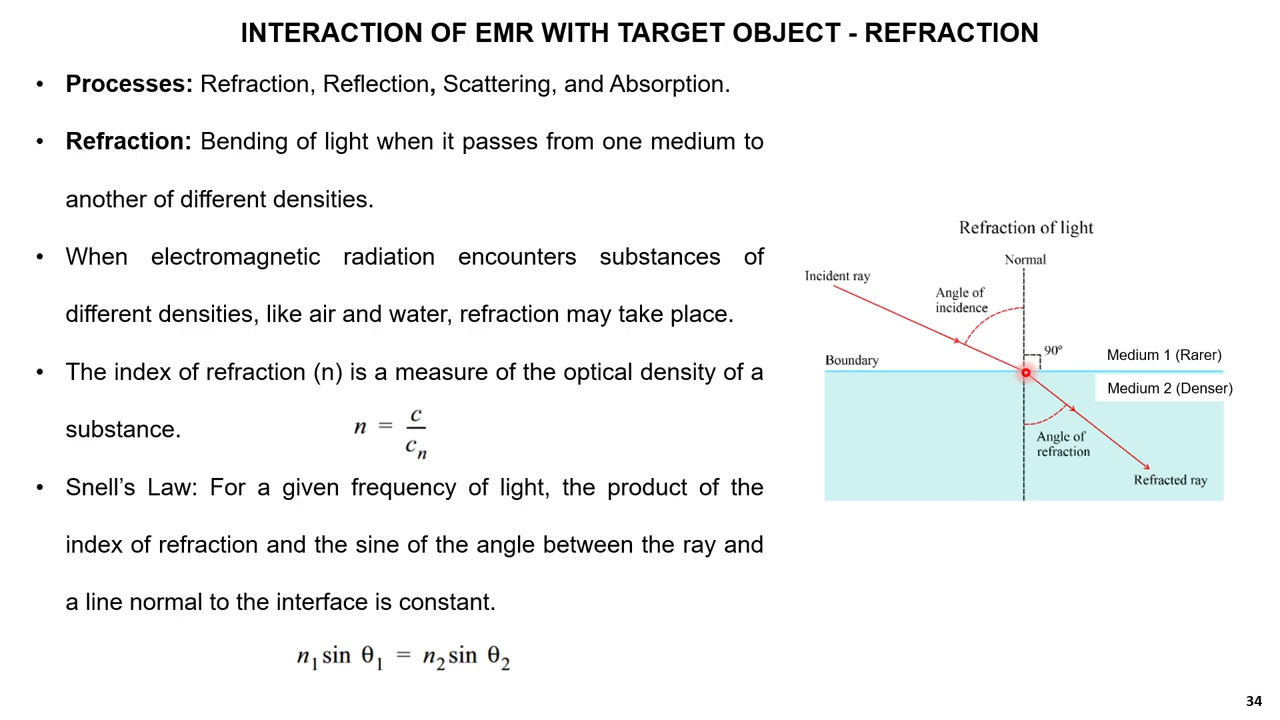 INTERACTION OF EMR WITH TARGET OBJECT - REFRACTION
• Processes: Refraction, Reflection, Scattering, and Absorption.
• Refraction: Bending of light when it passes from one medium to
another of different densities.
• When electromagnetic radiation encounters substances of
different densities, like air and water, refraction may take place.
• The index of refraction (n) is a measure of the optical density of a
substance.
n = c / cₙ
• Snell’s Law: For a given frequency of light, the product of the
index of refraction and the sine of the angle between the ray and
a line normal to the interface is constant.
n₁ sin θ₁ = n₂ sin θ₂
Refraction of light
Normal
Incident ray
Angle of
incidence
90°
Boundary
Medium 1 (Rarer)
Medium 2 (Denser)
Angle of
refraction
Refracted ray
34